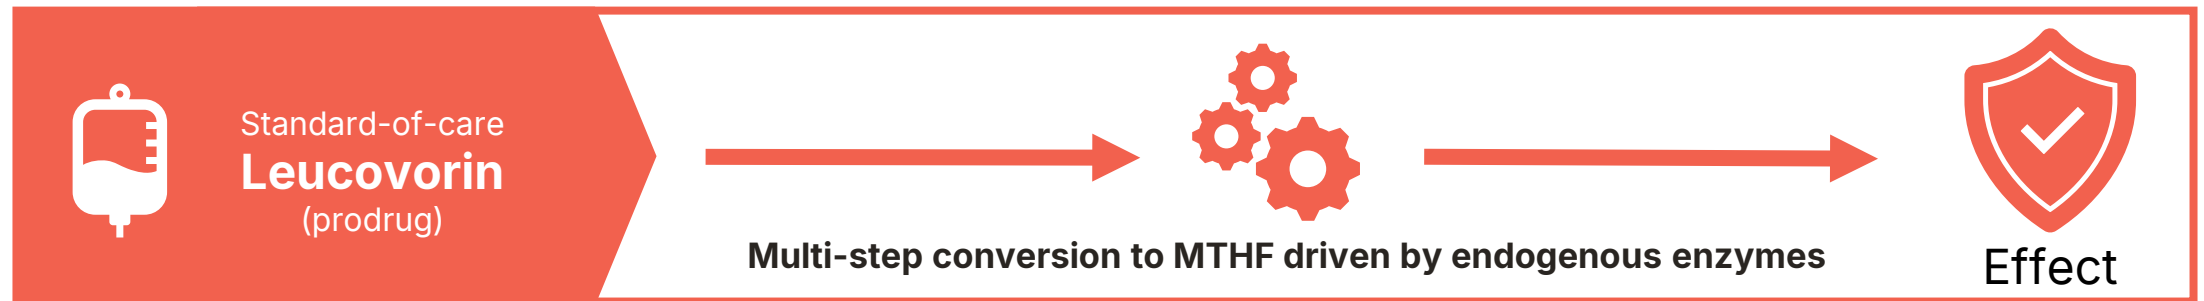 Standard-of-care
Leucovorin
(prodrug)
Multi-step conversion to MTHF driven by endogenous enzymes
Effect